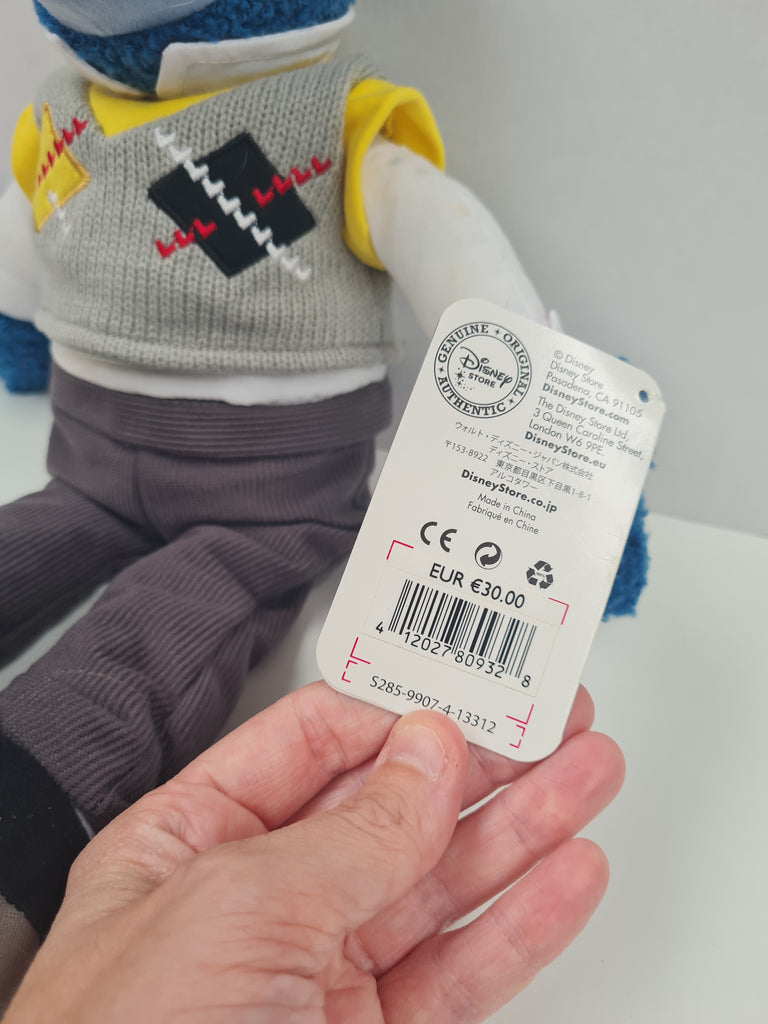 GENUINE ✦ ORIGINAL ✦ AUTHENTIC ✦
Disney
STORE
© Disney
Disney Store
Pasadena, CA 91105
DisneyStore.com
The Disney Store Ltd,
3 Queen Caroline Street,
London W6 9PE.
DisneyStore.eu
ウォルト・ディズニー・ジャパン株式会社
ディズニー・ストア
〒153-8922 東京都目黒区下目黒1-8-1
アルコタワー
DisneyStore.co.jp
Made in China
Fabriqué en Chine
CE
EUR €30.00
4 12027 80932 8
S285-9907-4-13312